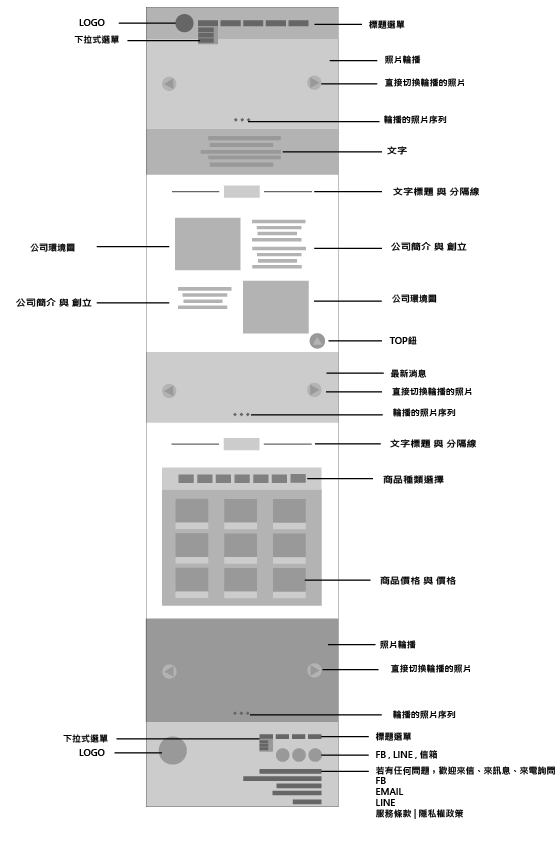 LOGO
標題選單
下拉式選單
照片輪播
直接切換輪播的照片
輪播的照片序列
文字
文字標題 與 分隔線
公司環境圖
公司簡介 與 創立
公司簡介 與 創立
公司環境圖
TOP鈕
最新消息
直接切換輪播的照片
輪播的照片序列
文字標題 與 分隔線
商品種類選擇
商品價格 與 價格
照片輪播
直接切換輪播的照片
輪播的照片序列
下拉式選單
標題選單
LOGO
FB , LINE , 信箱
若有任何問題，歡迎來信、來訊息、來電詢問
FB
EMAIL
LINE
服務條款 | 隱私權政策